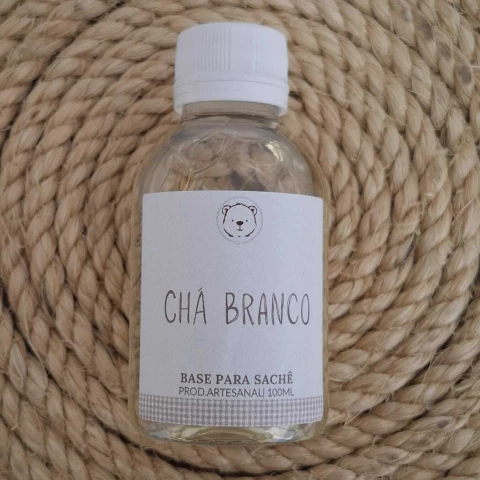 CHÁ BRANCO
BASE PARA SACHÊ
PROD.ARTESANAL| 100ML